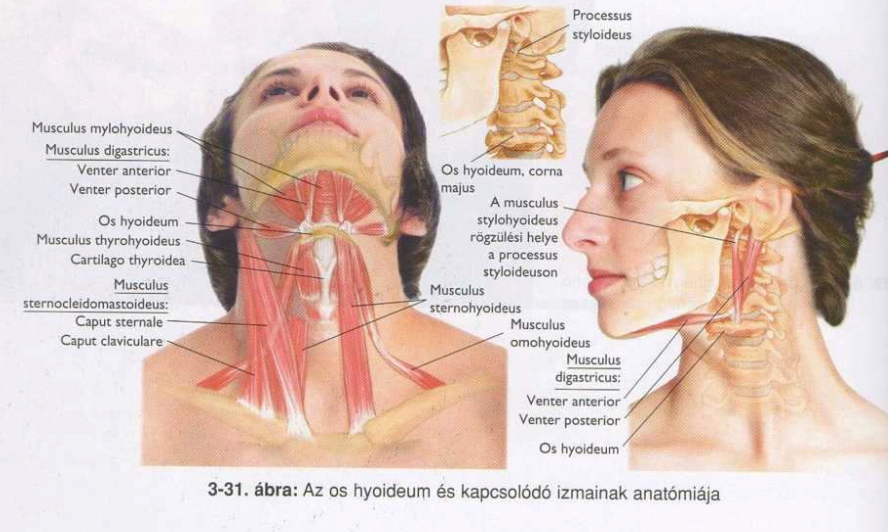 Processus
styloideus
Musculus mylohyoideus
Musculus digastricus:
Venter anterior
Venter posterior
Os hyoideum
Musculus thyrohyoideus
Cartilago thyroidea
Musculus
sternocleidomastoideus:
Caput sternale
Caput claviculare
Os hyoideum, corna
majus
A musculus
stylohyoideus
rögzülési helye
a processus
styloideuson
Musculus
sternohyoideus
Musculus
omohyoideus
Musculus
digastricus:
Venter anterior
Venter posterior
Os hyoideum
3-31. ábra: Az os hyoideum és kapcsolódó izmainak anatómiája